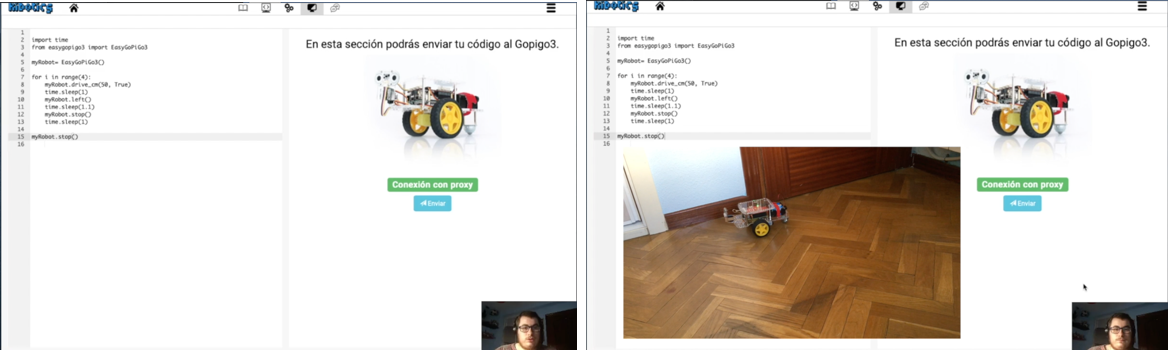 KIBOTICS
1
2 import time
3 from easygopigo3 import EasyGoPiGo3
4
5 myRobot= EasyGoPiGo3()
6
7 for i in range(4):
8 myRobot.drive_cm(50, True)
9 time.sleep(1)
10 myRobot.left()
11 time.sleep(1.1)
12 myRobot.stop()
13 time.sleep(1)
14
15 myRobot.stop()
16
En esta sección podrás enviar tu código al Gopigo3.
Conexión con proxy
Enviar
KIBOTICS
1
2 import time
3 from easygopigo3 import EasyGoPiGo3
4
5 myRobot= EasyGoPiGo3()
6
7 for i in range(4):
8 myRobot.drive_cm(50, True)
9 time.sleep(1)
10 myRobot.left()
11 time.sleep(1.1)
12 myRobot.stop()
13 time.sleep(1)
14
15 myRobot.stop()
16
En esta sección podrás enviar tu código al Gopigo3.
Conexión con proxy
Enviar